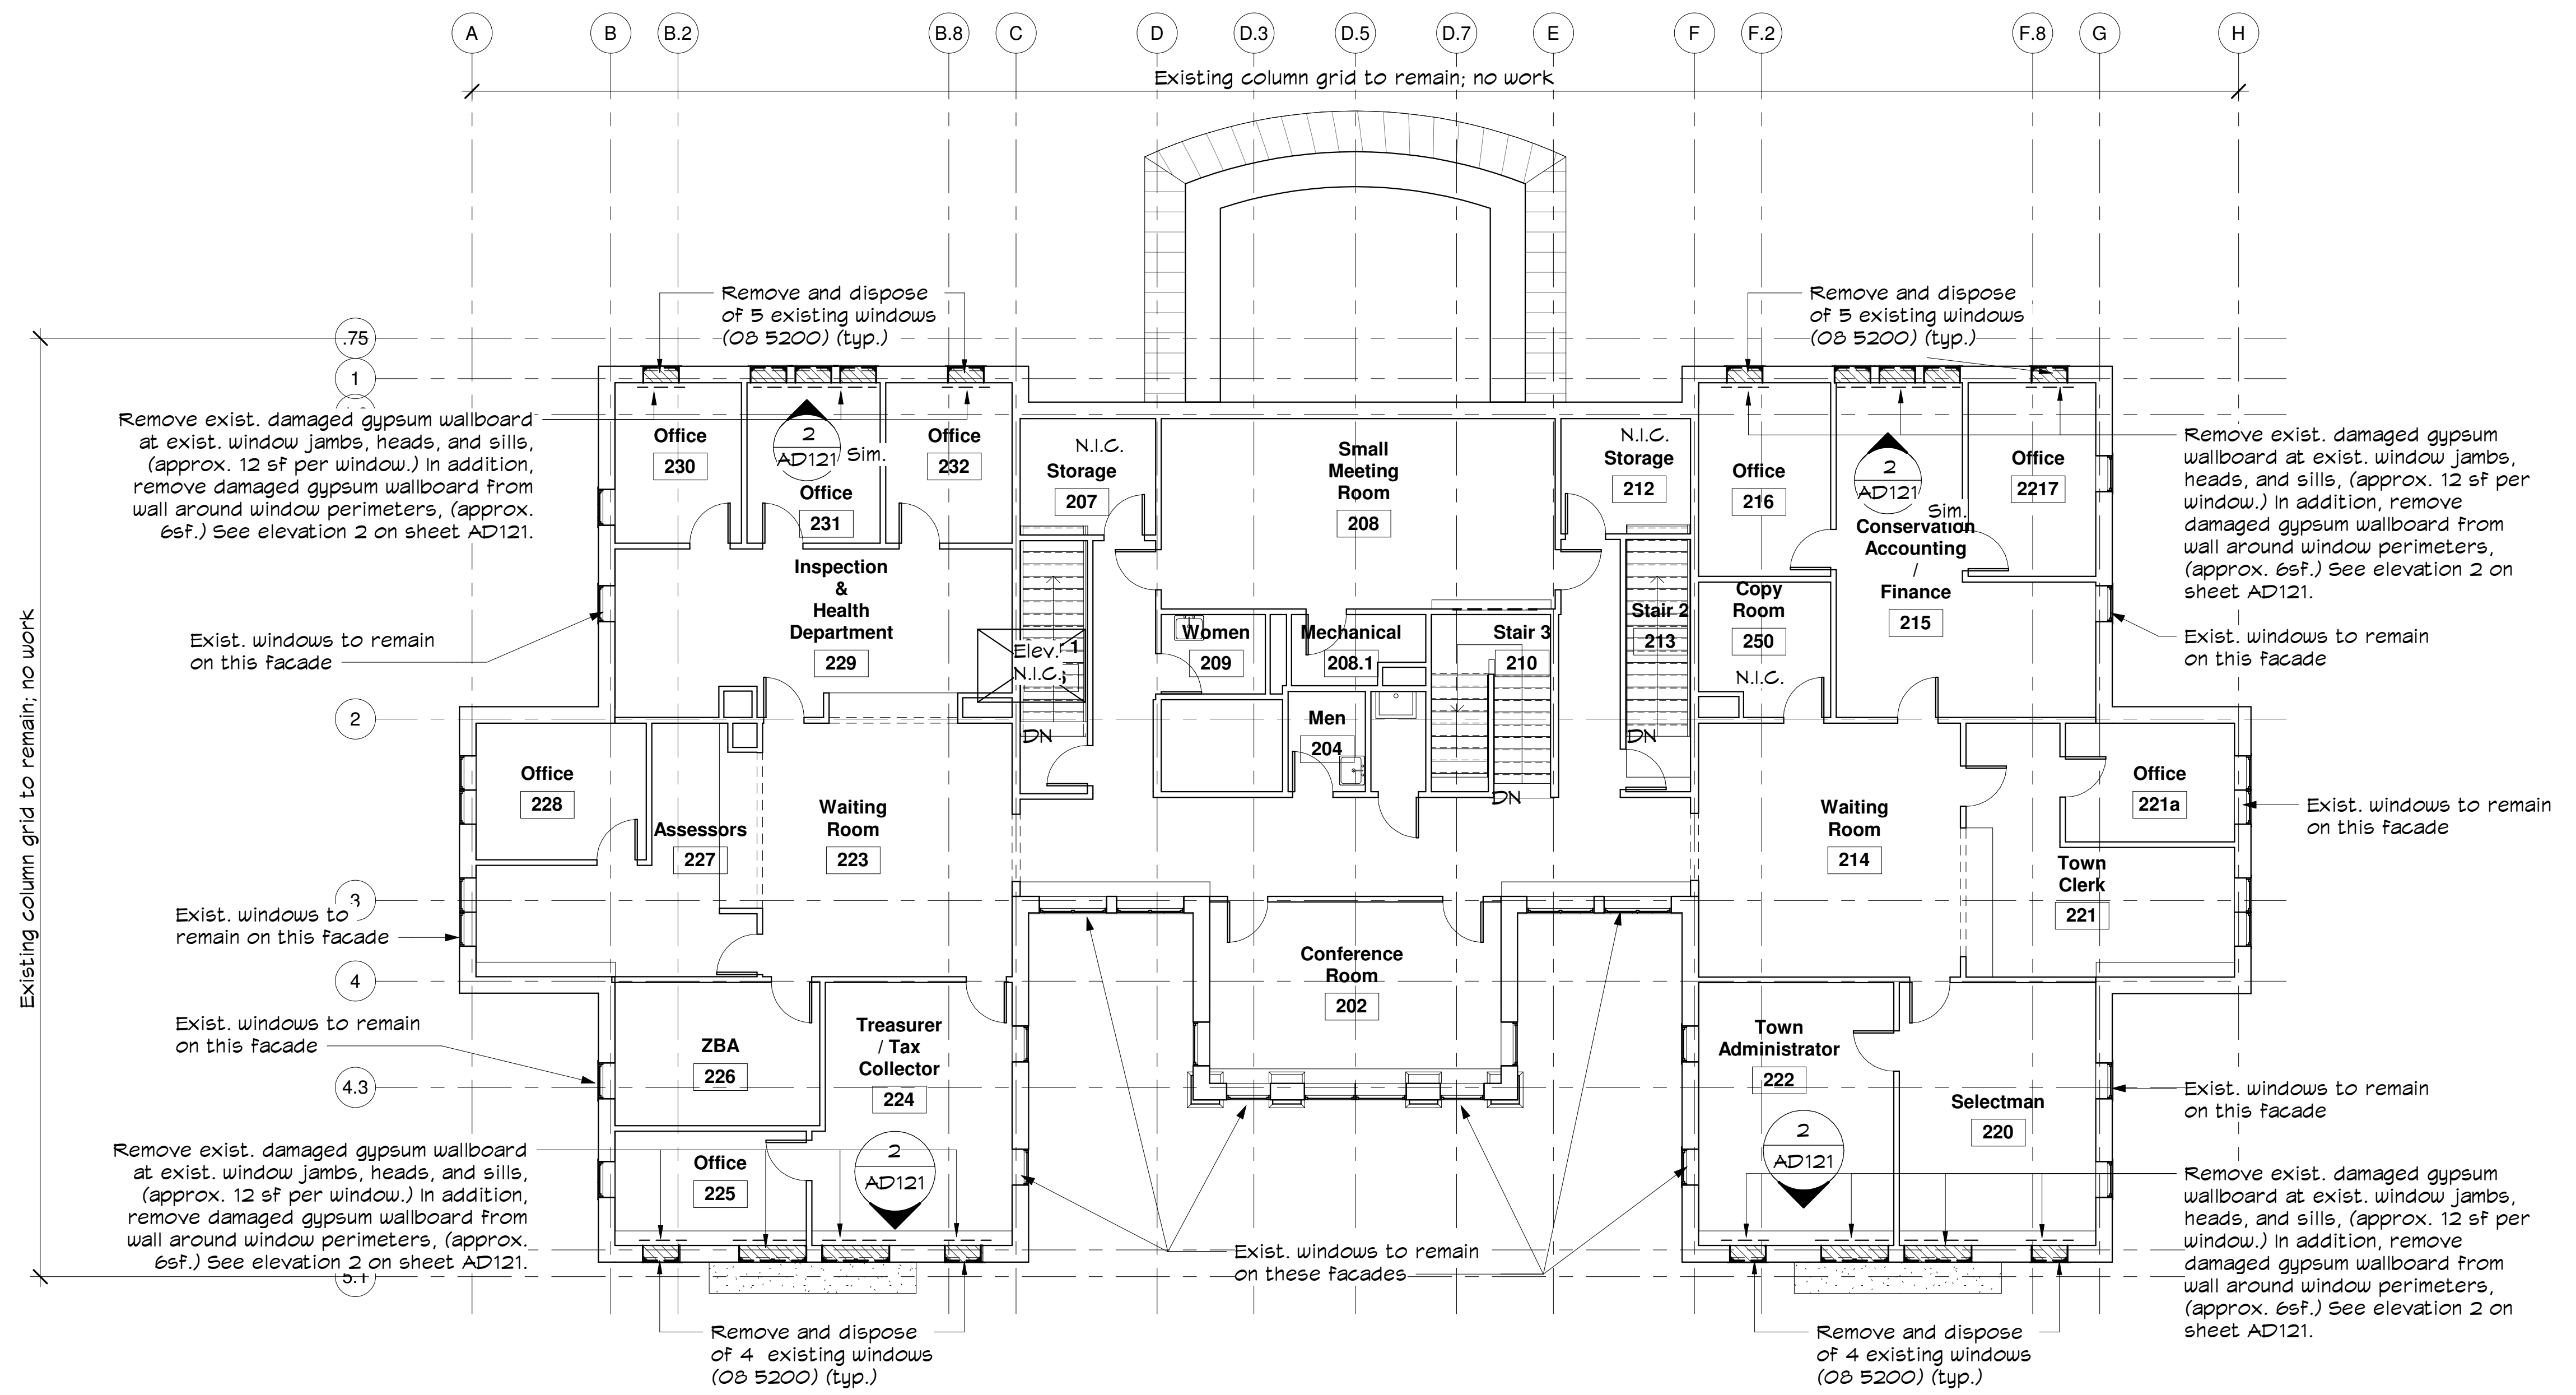 A
B
B.2
B.8
C
D
D.3
D.5
D.7
E
F
F.2
F.8
G
H
Existing column grid to remain; no work
Existing column grid to remain; no work
.75
1
2
3
4
4.3
5.1
Remove and dispose
of 5 existing windows
(08 5200) (typ.)
Remove and dispose
of 5 existing windows
(08 5200) (typ.)
Remove exist. damaged gypsum wallboard
at exist. window jambs, heads, and sills,
(approx. 12 sf per window.) In addition,
remove damaged gypsum wallboard from
wall around window perimeters, (approx.
6sf.) See elevation 2 on sheet AD121.
Office
230
2
AD121
Sim.
Office
231
Office
232
N.I.C.
Storage
207
Small
Meeting
Room
208
N.I.C.
Storage
212
Office
216
2
AD121
Sim.
Office
2217
Conservation
Accounting
/
Finance
215
Remove exist. damaged gypsum
wallboard at exist. window jambs,
heads, and sills, (approx. 12 sf per
window.) In addition, remove
damaged gypsum wallboard from
wall around window perimeters,
(approx. 6sf.) See elevation 2 on
sheet AD121.
Inspection
&
Health
Department
229
Exist. windows to remain
on this facade
Elev.
N.I.C.
DN
Women
209
Mechanical
208.1
Stair 3
210
Stair 2
213
Copy
Room
250
N.I.C.
Exist. windows to remain
on this facade
Men
204
DN
DN
Office
228
Assessors
227
Waiting
Room
223
Waiting
Room
214
Office
221a
Town
Clerk
221
Exist. windows to remain
on this facade
Exist. windows to
remain on this facade
Conference
Room
202
Exist. windows to remain
on this facade
ZBA
226
Treasurer
/ Tax
Collector
224
Town
Administrator
222
Selectman
220
Exist. windows to remain
on this facade
Remove exist. damaged gypsum wallboard
at exist. window jambs, heads, and sills,
(approx. 12 sf per window.) In addition,
remove damaged gypsum wallboard from
wall around window perimeters, (approx.
6sf.) See elevation 2 on sheet AD121.
Office
225
2
AD121
2
AD121
Exist. windows to remain
on these facades
Remove exist. damaged gypsum
wallboard at exist. window jambs,
heads, and sills, (approx. 12 sf per
window.) In addition, remove
damaged gypsum wallboard from
wall around window perimeters,
(approx. 6sf.) See elevation 2 on
sheet AD121.
Remove and dispose
of 4 existing windows
(08 5200) (typ.)
Remove and dispose
of 4 existing windows
(08 5200) (typ.)